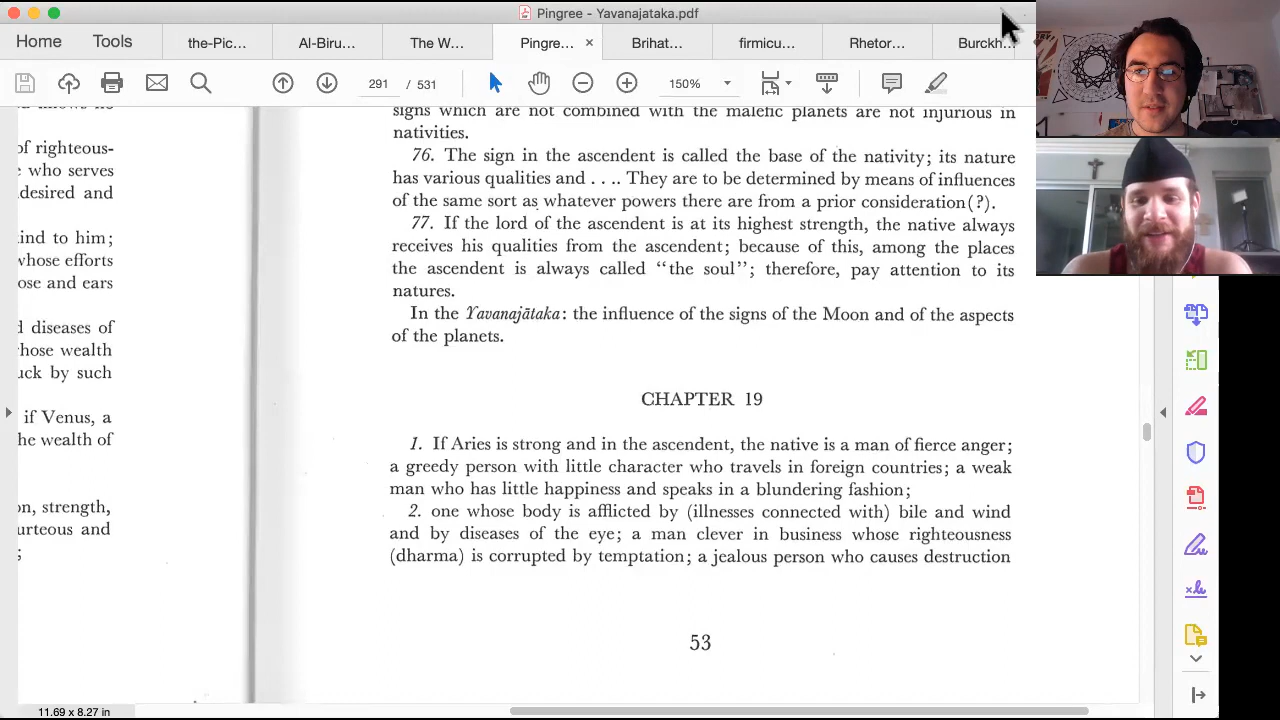 Pingree - Yavanajataka.pdf
Home Tools the-Pic... Al-Biru... The W... Pingre... × Brihat... firmicu... Rhetor... Burckh
291 / 531 150%
signs which are not combined with the malefic planets are not injurious in
nativities.
76. The sign in the ascendent is called the base of the nativity; its nature
has various qualities and . . .. They are to be determined by means of influences
of the same sort as whatever powers there are from a prior consideration(?).
77. If the lord of the ascendent is at its highest strength, the native always
receives his qualities from the ascendent; because of this, among the places
the ascendent is always called “the soul”; therefore, pay attention to its
natures.
In the Yavanajātaka: the influence of the signs of the Moon and of the aspects
of the planets.
CHAPTER 19
1. If Aries is strong and in the ascendent, the native is a man of fierce anger;
a greedy person with little character who travels in foreign countries; a weak
man who has little happiness and speaks in a blundering fashion;
2. one whose body is afflicted by (illnesses connected with) bile and wind
and by diseases of the eye; a man clever in business whose righteousness
(dharma) is corrupted by temptation; a jealous person who causes destruction
53
of righteous-
who serves
desired and
ind to him;
whose efforts
ose and ears
d diseases of
whose wealth
uck by such
if Venus, a
he wealth of
on, strength,
urteous and
;
11.69 x 8.27 in